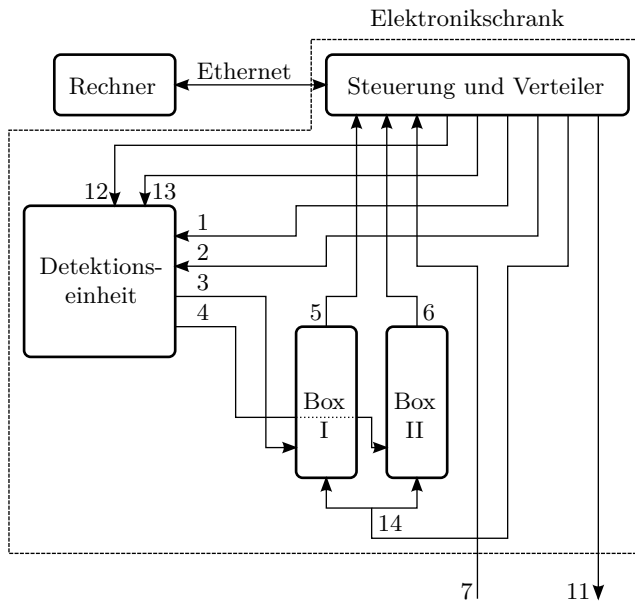 Elektronikschrank
Rechner
Ethernet
Steuerung und Verteiler
12
13
1
2
3
4
Detektions-
einheit
5
6
Box
I
Box
II
14
7
11